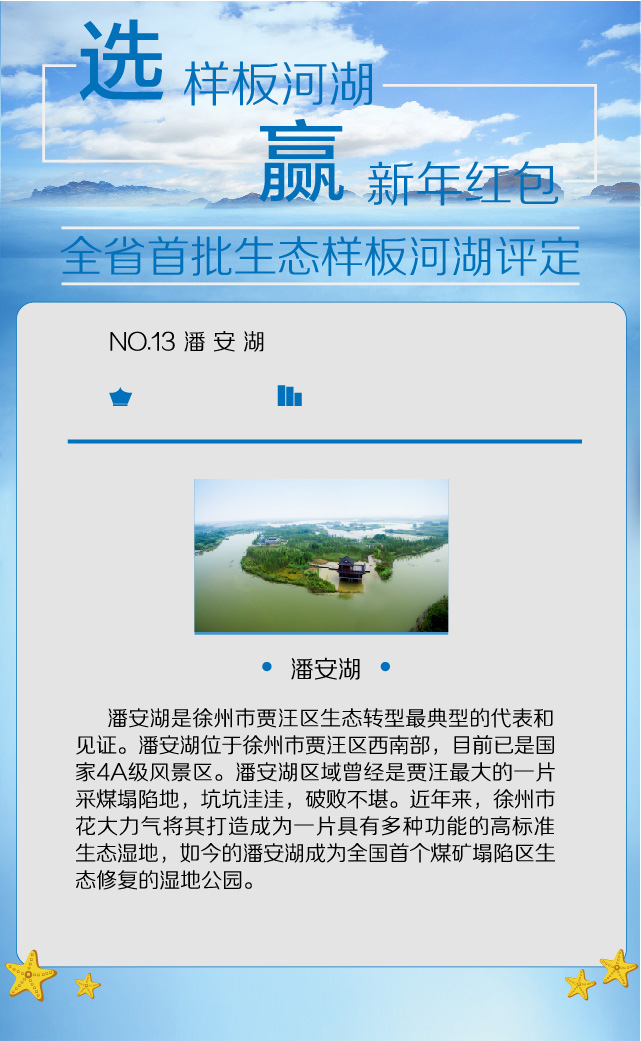 选 样板河湖
赢 新年红包
全省首批生态样板河湖评定
NO.13 潘 安 湖
• 潘安湖 •
潘安湖是徐州市贾汪区生态转型最典型的代表和
见证。潘安湖位于徐州市贾汪区西南部，目前已是国
家4A级风景区。潘安湖区域曾经是贾汪最大的一片
采煤塌陷地，坑坑洼洼，破败不堪。近年来，徐州市
花大力气将其打造成为一片具有多种功能的高标准
生态湿地，如今的潘安湖成为全国首个煤矿塌陷区生
态修复的湿地公园。